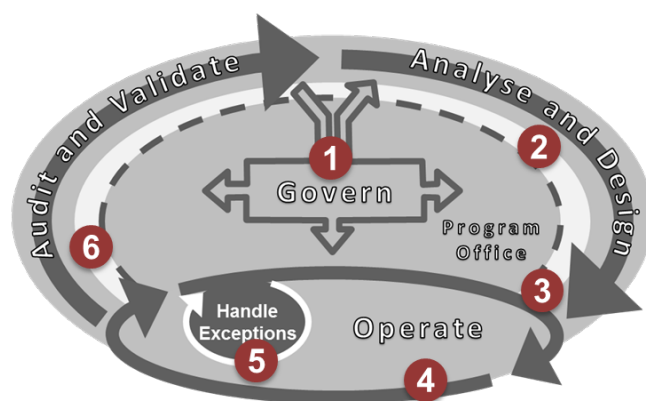 Audit and Validate
Analyse and Design
1
2
Govern
Program
Office
6
3
Handle
Exceptions
Operate
5
4